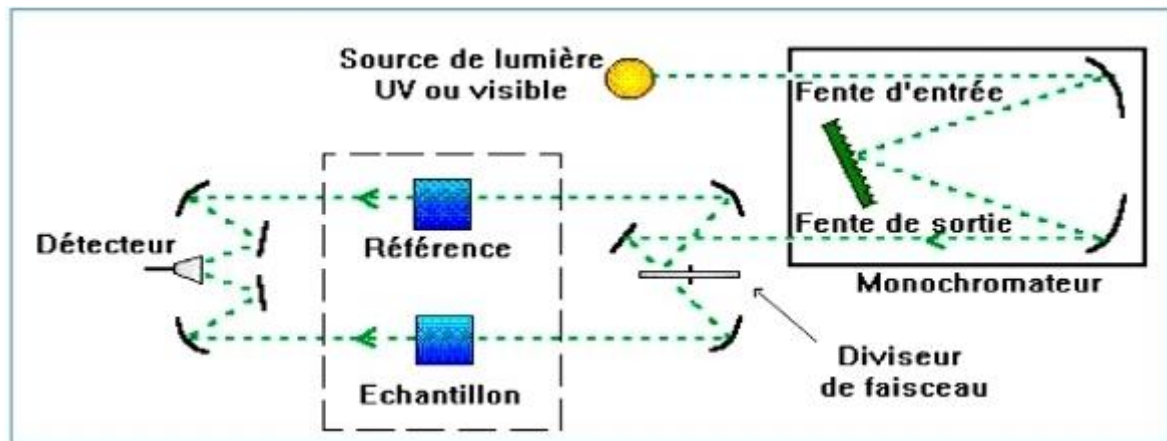 Source de lumière
UV ou visible
Fente d'entrée
Fente de sortie
Monochromateur
Détecteur
Référence
Echantillon
Diviseur
de faisceau